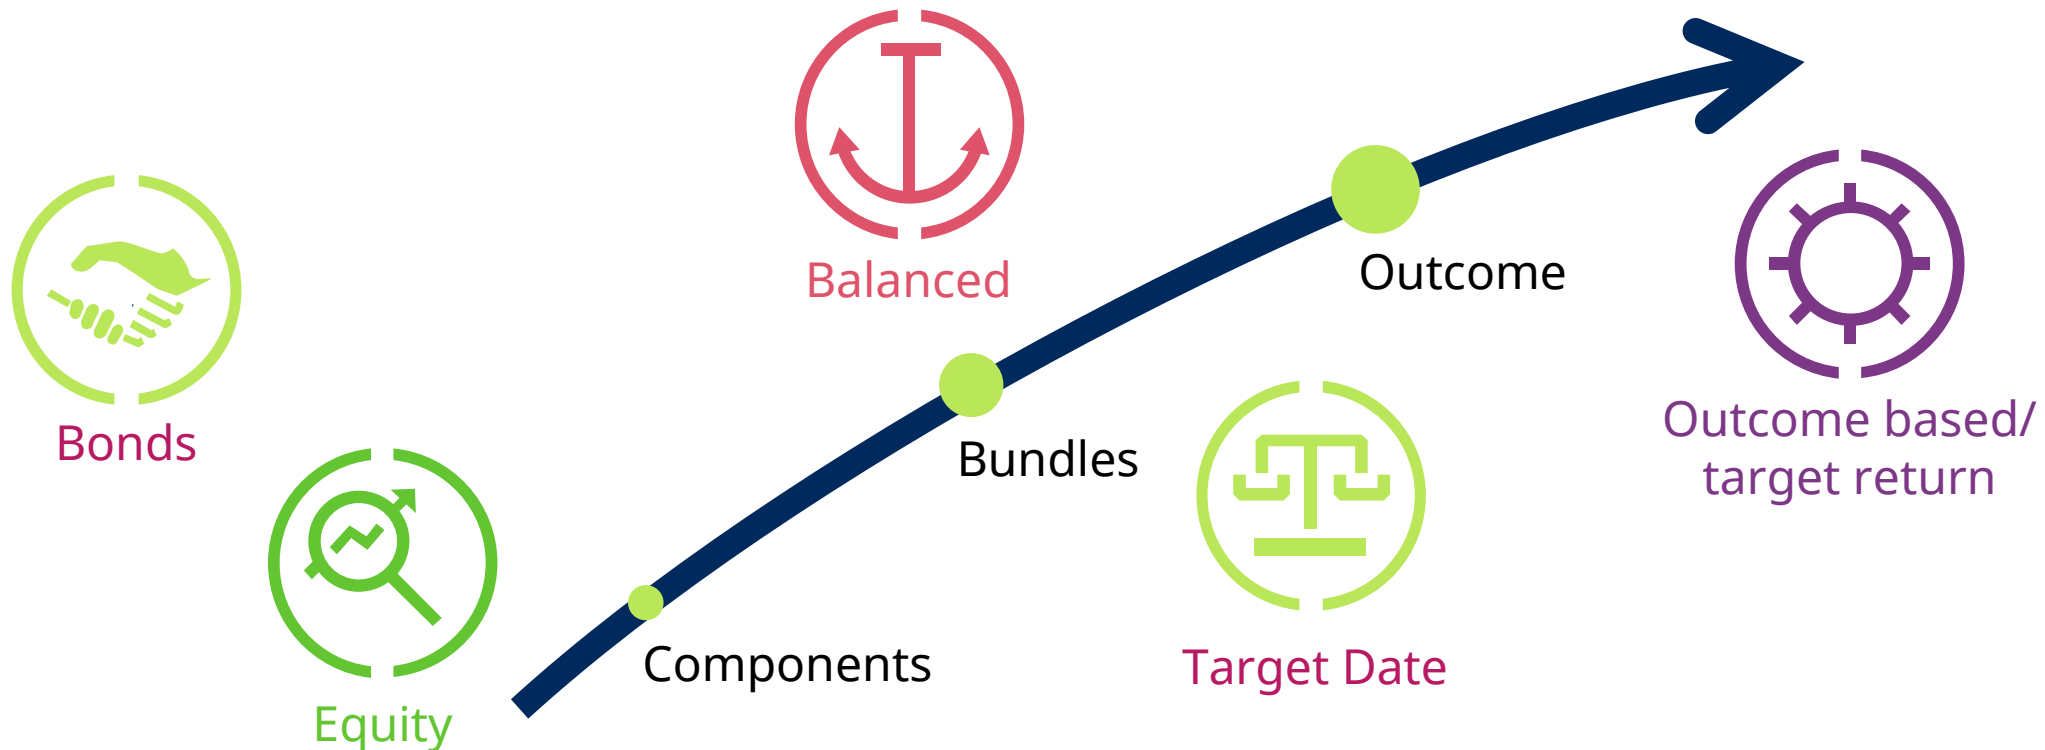 Balanced
Outcome
Bonds
Outcome based/
target return
Bundles
Components
Target Date
Equity